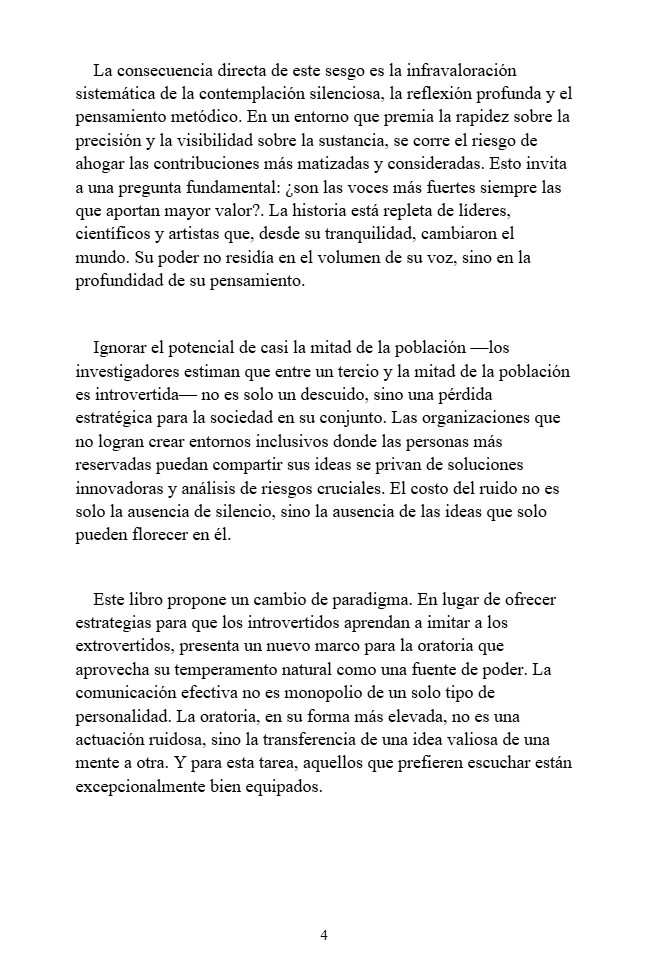 La consecuencia directa de este sesgo es la infravaloración
sistemática de la contemplación silenciosa, la reflexión profunda y el
pensamiento metódico. En un entorno que premia la rapidez sobre la
precisión y la visibilidad sobre la sustancia, se corre el riesgo de
ahogar las contribuciones más matizadas y consideradas. Esto invita
a una pregunta fundamental: ¿son las voces más fuertes siempre las
que aportan mayor valor?. La historia está repleta de líderes,
científicos y artistas que, desde su tranquilidad, cambiaron el
mundo. Su poder no residía en el volumen de su voz, sino en la
profundidad de su pensamiento.
Ignorar el potencial de casi la mitad de la población —los
investigadores estiman que entre un tercio y la mitad de la población
es introvertida— no es solo un descuido, sino una pérdida
estratégica para la sociedad en su conjunto. Las organizaciones que
no logran crear entornos inclusivos donde las personas más
reservadas puedan compartir sus ideas se privan de soluciones
innovadoras y análisis de riesgos cruciales. El costo del ruido no es
solo la ausencia de silencio, sino la ausencia de las ideas que solo
pueden florecer en él.
Este libro propone un cambio de paradigma. En lugar de ofrecer
estrategias para que los introvertidos aprendan a imitar a los
extrovertidos, presenta un nuevo marco para la oratoria que
aprovecha su temperamento natural como una fuente de poder. La
comunicación efectiva no es monopolio de un solo tipo de
personalidad. La oratoria, en su forma más elevada, no es una
actuación ruidosa, sino la transferencia de una idea valiosa de una
mente a otra. Y para esta tarea, aquellos que prefieren escuchar están
excepcionalmente bien equipados.
4